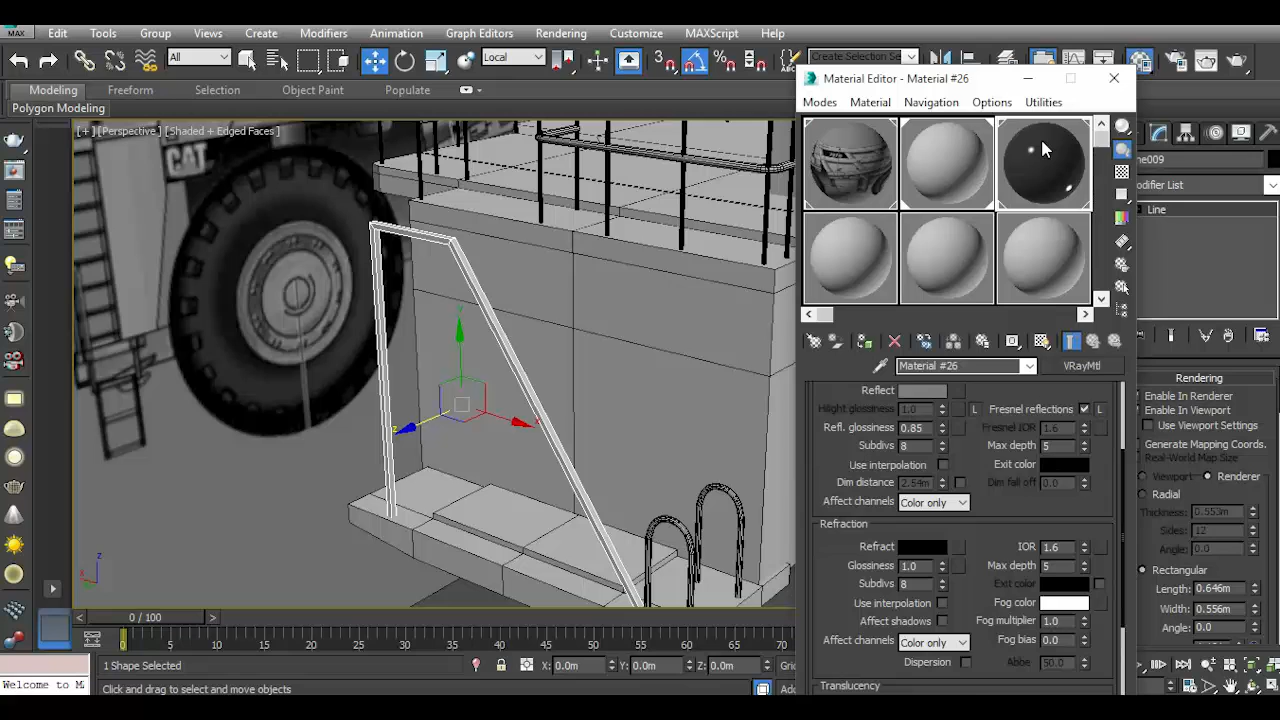 MAX Edit Tools Group Views Create Modifiers Animation Graph Editors Rendering Customize MAXScript Help
All Local Create Selection Se
Modeling Freeform Selection Object Paint Populate
Polygon Modeling
[ + ] [Perspective ] [Shaded + Edged Faces ]
CAT
Material Editor - Material #26
Modes Material Navigation Options Utilities
Material #26 VRayMtl
Reflect
Hilight glossiness 1.0 L Fresnel reflections L
Refl. glossiness 0.85 Fresnel IOR 1.6
Subdivs 8 Max depth 5
Use interpolation Exit color
Dim distance 2.54m Dim fall off 0.0
Affect channels Color only
Refraction
Refract IOR 1.6
Glossiness 1.0 Max depth 5
Subdivs 8 Exit color
Use interpolation Fog color
Affect shadows Fog multiplier 1.0
Affect channels Color only Fog bias 0.0
Dispersion Abbe 50.0
Translucency
ne009
odifier List
Line
Rendering
Enable In Renderer
Enable In Viewport
Use Viewport Settings
Generate Mapping Coords.
Real-World Map Size
Viewport Renderer
Radial
Thickness: 0.553m
Sides: 12
Angle: 0.0
Rectangular
Length: 0.646m
Width: 0.556m
Angle: 0.0
x y z
z x
0 / 100
0 5 10 15 20 25 30 35 40 45 50 55 60 65 70
1 Shape Selected X: 0.0m Y: 0.0m Z: 0.0m Grid
Welcome to M Click and drag to select and move objects Add